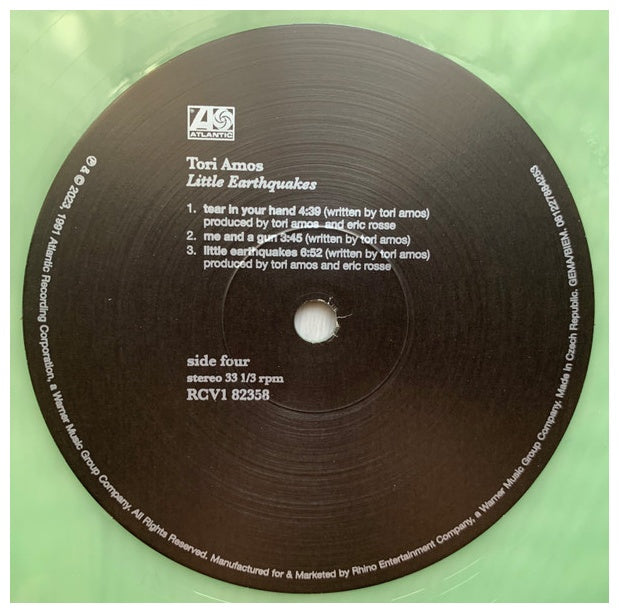 ATLANTIC
Tori Amos
Little Earthquakes
1. tear in your hand 4:39 (written by tori amos)
produced by tori amos and eric rosse
2. me and a gun 3:45 (written by tori amos)
3. little earthquakes 6:52 (written by tori amos)
produced by tori amos and eric rosse
side four
stereo 33 1/3 rpm
RCV1 82358
℗ & © 2023, 1991 Atlantic Recording Corporation, a Warner Music Group Company. All Rights Reserved. Manufactured for & Marketed by Rhino Entertainment Company, a Warner Music Group Company. Made in Czech Republic. GEMA/BIEM. 081227884253